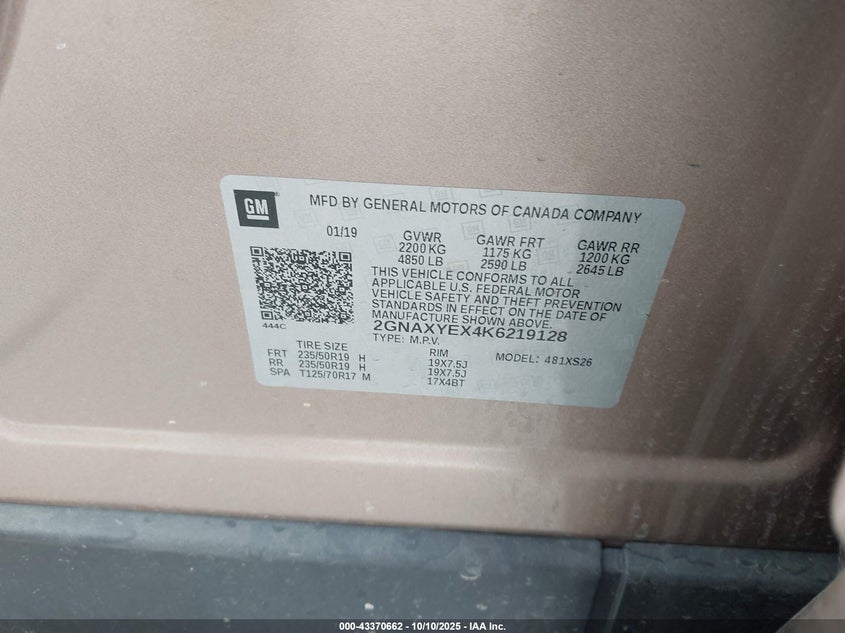 GM
MFD BY GENERAL MOTORS OF CANADA COMPANY
01/19 GVWR GAWR FRT GAWR RR
2200 KG 1175 KG 1200 KG
4850 LB 2590 LB 2645 LB
THIS VEHICLE CONFORMS TO ALL
APPLICABLE U.S. FEDERAL MOTOR
VEHICLE SAFETY AND THEFT PREVENTION
STANDARDS IN EFFECT ON THE DATE OF
MANUFACTURE SHOWN ABOVE.
444C 2GNAXYEX4K6219128
TYPE: M.P.V.
TIRE SIZE RIM MODEL: 481XS26
FRT 235/50R19 H 19X7.5J
RR 235/50R19 H 19X7.5J
SPA T125/70R17 M 17X4BT
000-43370662 - 10/10/2025 - IAA Inc.